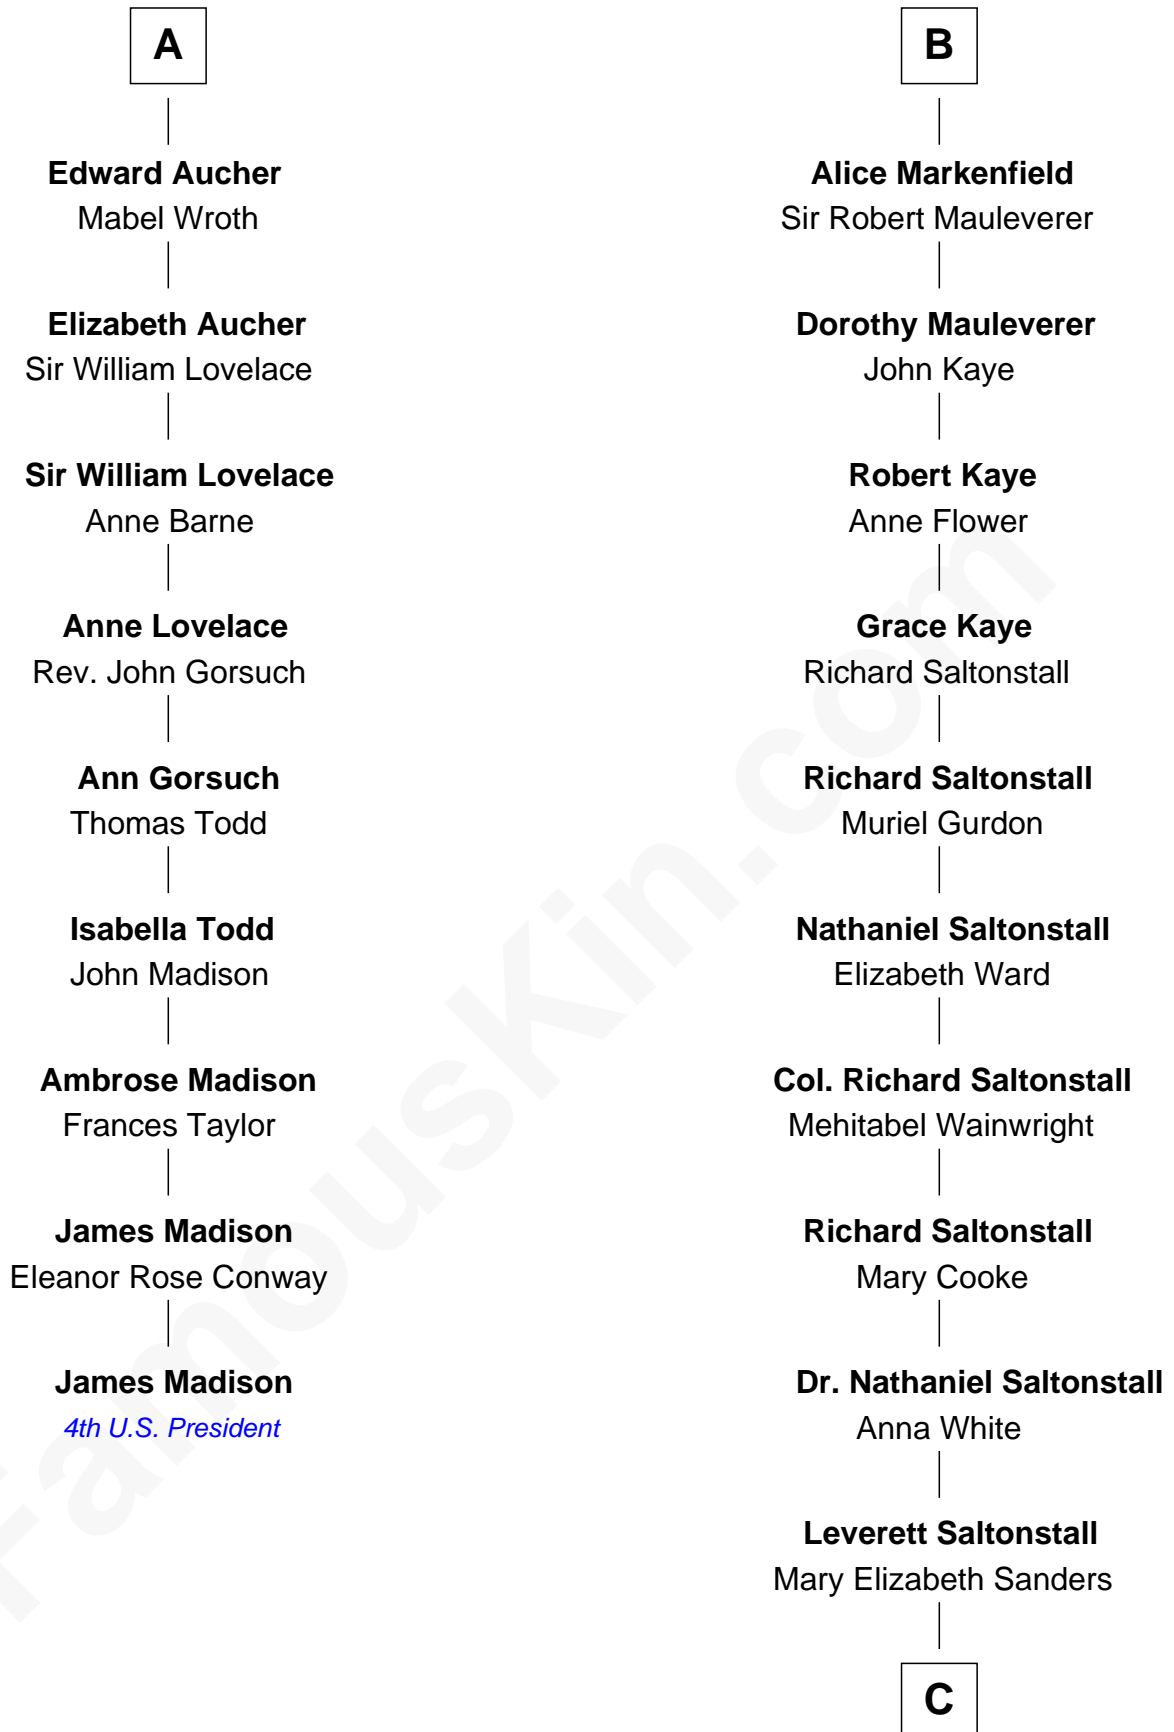 A
Edward Aucher
Mabel Wroth
Elizabeth Aucher
Sir William Lovelace
Sir William Lovelace
Anne Barne
Anne Lovelace
Rev. John Gorsuch
Ann Gorsuch
Thomas Todd
Isabella Todd
John Madison
Ambrose Madison
Frances Taylor
James Madison
Eleanor Rose Conway
James Madison
4th U.S. President
B
Alice Markenfield
Sir Robert Mauleverer
Dorothy Mauleverer
John Kaye
Robert Kaye
Anne Flower
Grace Kaye
Richard Saltonstall
Richard Saltonstall
Muriel Gurdon
Nathaniel Saltonstall
Elizabeth Ward
Col. Richard Saltonstall
Mehitabel Wainwright
Richard Saltonstall
Mary Cooke
Dr. Nathaniel Saltonstall
Anna White
Leverett Saltonstall
Mary Elizabeth Sanders
C
FamousKin.com